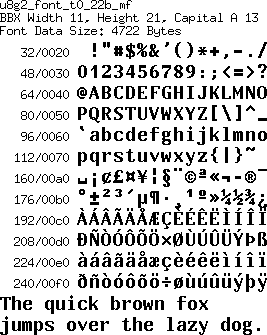 u8g2_font_t0_22b_mf
BBX Width 11, Height 21, Capital A 13
Font Data Size: 4722 Bytes
32/0020 !"#$%&'()*+,-./
48/0030 0123456789:;<=>?
64/0040 @ABCDEFGHIJKLMNO
80/0050 PQRSTUVWXYZ[\]^_
96/0060 `abcdefghijklmno
112/0070 pqrstuvwxyz{|}~
160/00a0 ¡¢£¤¥¦§¨©ª«¬-®¯
176/00b0 °±²³´µ¶·¸¹º»¼½¾¿
192/00c0 ÀÁÂÃÄÅÆÇÈÉÊËÌÍÎÏ
208/00d0 ÐÑÒÓÔÕÖ×ØÙÚÛÜÝÞß
224/00e0 àáâãäåæçèéêëìíîï
240/00f0 ðñòóôõö÷øùúûüýþÿ
The quick brown fox
jumps over the lazy dog.